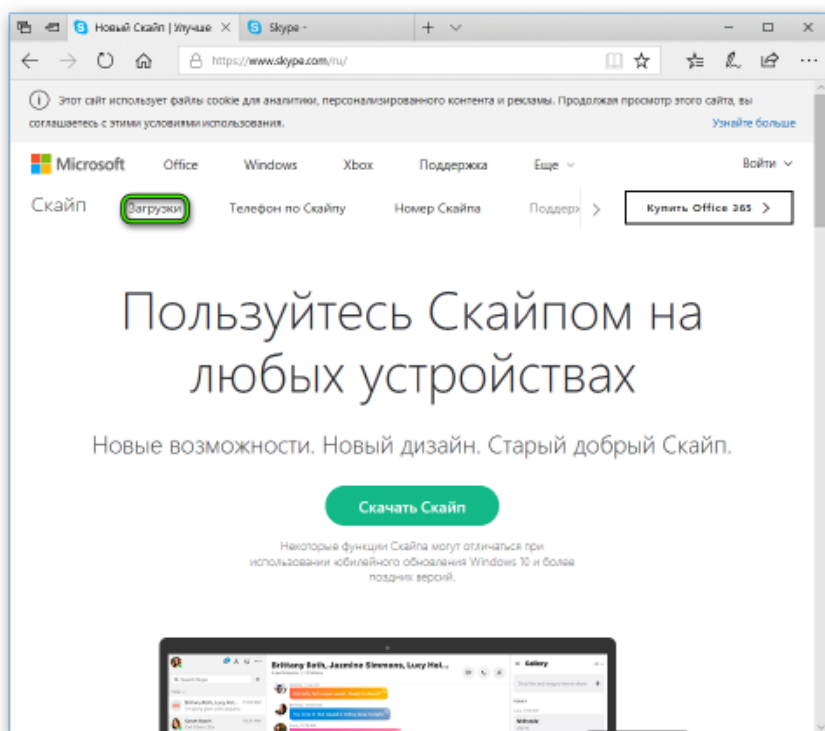 Новый Скайп | Улучше
Skype -
https://www.skype.com/ru/
Этот сайт использует файлы cookie для аналитики, персонализированного контента и рекламы. Продолжая просмотр этого сайта, вы
соглашаетесь с этими условиями использования.
Узнайте больше
Microsoft Office Windows Xbox Поддержка Еще Войти
Скайп Загрузки Телефон по Скайпу Номер Скайпа Поддерж Купить Office 365
Пользуйтесь Скайпом на
любых устройствах
Новые возможности. Новый дизайн. Старый добрый Скайп.
Скачать Скайп
Некоторые функции Скайпа могут отличаться при
использовании юбилейного обновления Windows 10 и более
поздних версий.
Brittany Roth, Jazmine Simmons, Lucy Hol...
Gallery